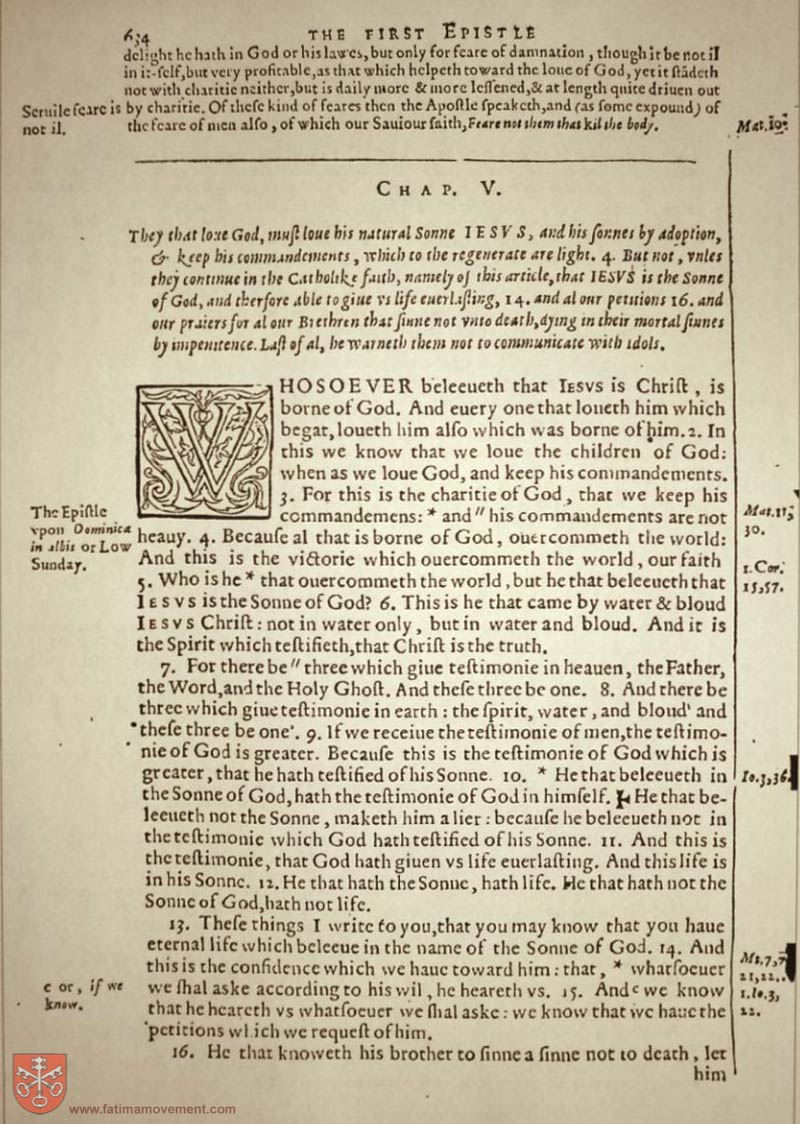 634 THE FIRST EPISTLE
delight he hath in God or his lawes, but only for feare of damnation, though it be not il
in it-self, but very profitable, as that which helpeth toward the loue of God, yet it stādeth
not with charitie neither, but is daily more & more lessened, & at length quite driuen out
Seruile feare is not il.
by charitie. Of these kind of feares then the Apostle speaketh, and (as some expound) of
the feare of men also, of which our Sauiour saith, Feare not them that kil the body.
Mat. 10.
CHAP. V.
They that loue God, must loue his natural Sonne IESVS, and his sonnes by adoption,
& keep his commandements, which to the regenerate are light. 4. But not, vnles
they continue in the Catholike faith, namely of this article, that IESVS is the Sonne
of God, and therfore able to giue vs life euerlasting, 14. and al our petitions 16. and
our praiers for al our Brethren that sinne not vnto death, dying in their mortal sinnes
by impenitence. Last of al, he warneth them not to communicate with idols.
WHOSOEVER beleeueth that IESVS is Christ, is
borne of God. And euery one that loueth him which
begat, loueth him also which was borne of him. 2. In
this we know that we loue the children of God:
when as we loue God, and keep his commandements.
3. For this is the charitie of God, that we keep his
commandemens: * and " his commandements are not
heauy. 4. Because al that is borne of God, ouercommeth the world:
And this is the victorie which ouercommeth the world, our faith
5. Who is he * that ouercommeth the world, but he that beleeueth that
IESVS is the Sonne of God? 6. This is he that came by water & bloud
IESVS Christ: not in water only, but in water and bloud. And it is
the Spirit which testifieth, that Christ is the truth.
The Epistle
vpon Dominica
in albis or Low
Sunday.
Mat. 11,
30.
1. Cor.
15,57.
7. For there be " three which giue testimonie in heauen, the Father,
the Word, and the Holy Ghost. And these three be one. 8. And there be
three which giue testimonie in earth: the spirit, water, and bloud' and
these three be one'. 9. If we receiue the testimonie of men, the testimo-
nie of God is greater. Because this is the testimonie of God which is
greater, that he hath testified of his Sonne. 10. * He that beleeueth in
the Sonne of God, hath the testimonie of God in himself. He that be-
leeueth not the Sonne, maketh him a lier: because he beleeueth not in
the testimonie which God hath testified of his Sonne. 11. And this is
the testimonie, that God hath giuen vs life euerlasting. And this life is
in his Sonne. 12. He that hath the Sonne, hath life. He that hath not the
Sonne of God, hath not life.
Io. 3,36.
13. These things I write to you, that you may know that you haue
eternal life which beleeue in the name of the Sonne of God. 14. And
this is the confidence which we haue toward him: that, * whatsoeuer
we shal aske according to his wil, he heareth vs. 15. And c we know
that he heareth vs whatsoeuer we shal aske: we know that we haue the
petitions which we request of him.
c or, if we
know.
Mt. 7,7
21,22.
1. Io. 3,
22.
16. He that knoweth his brother to sinne a sinne not to death, let
him
www.fatimamovement.com